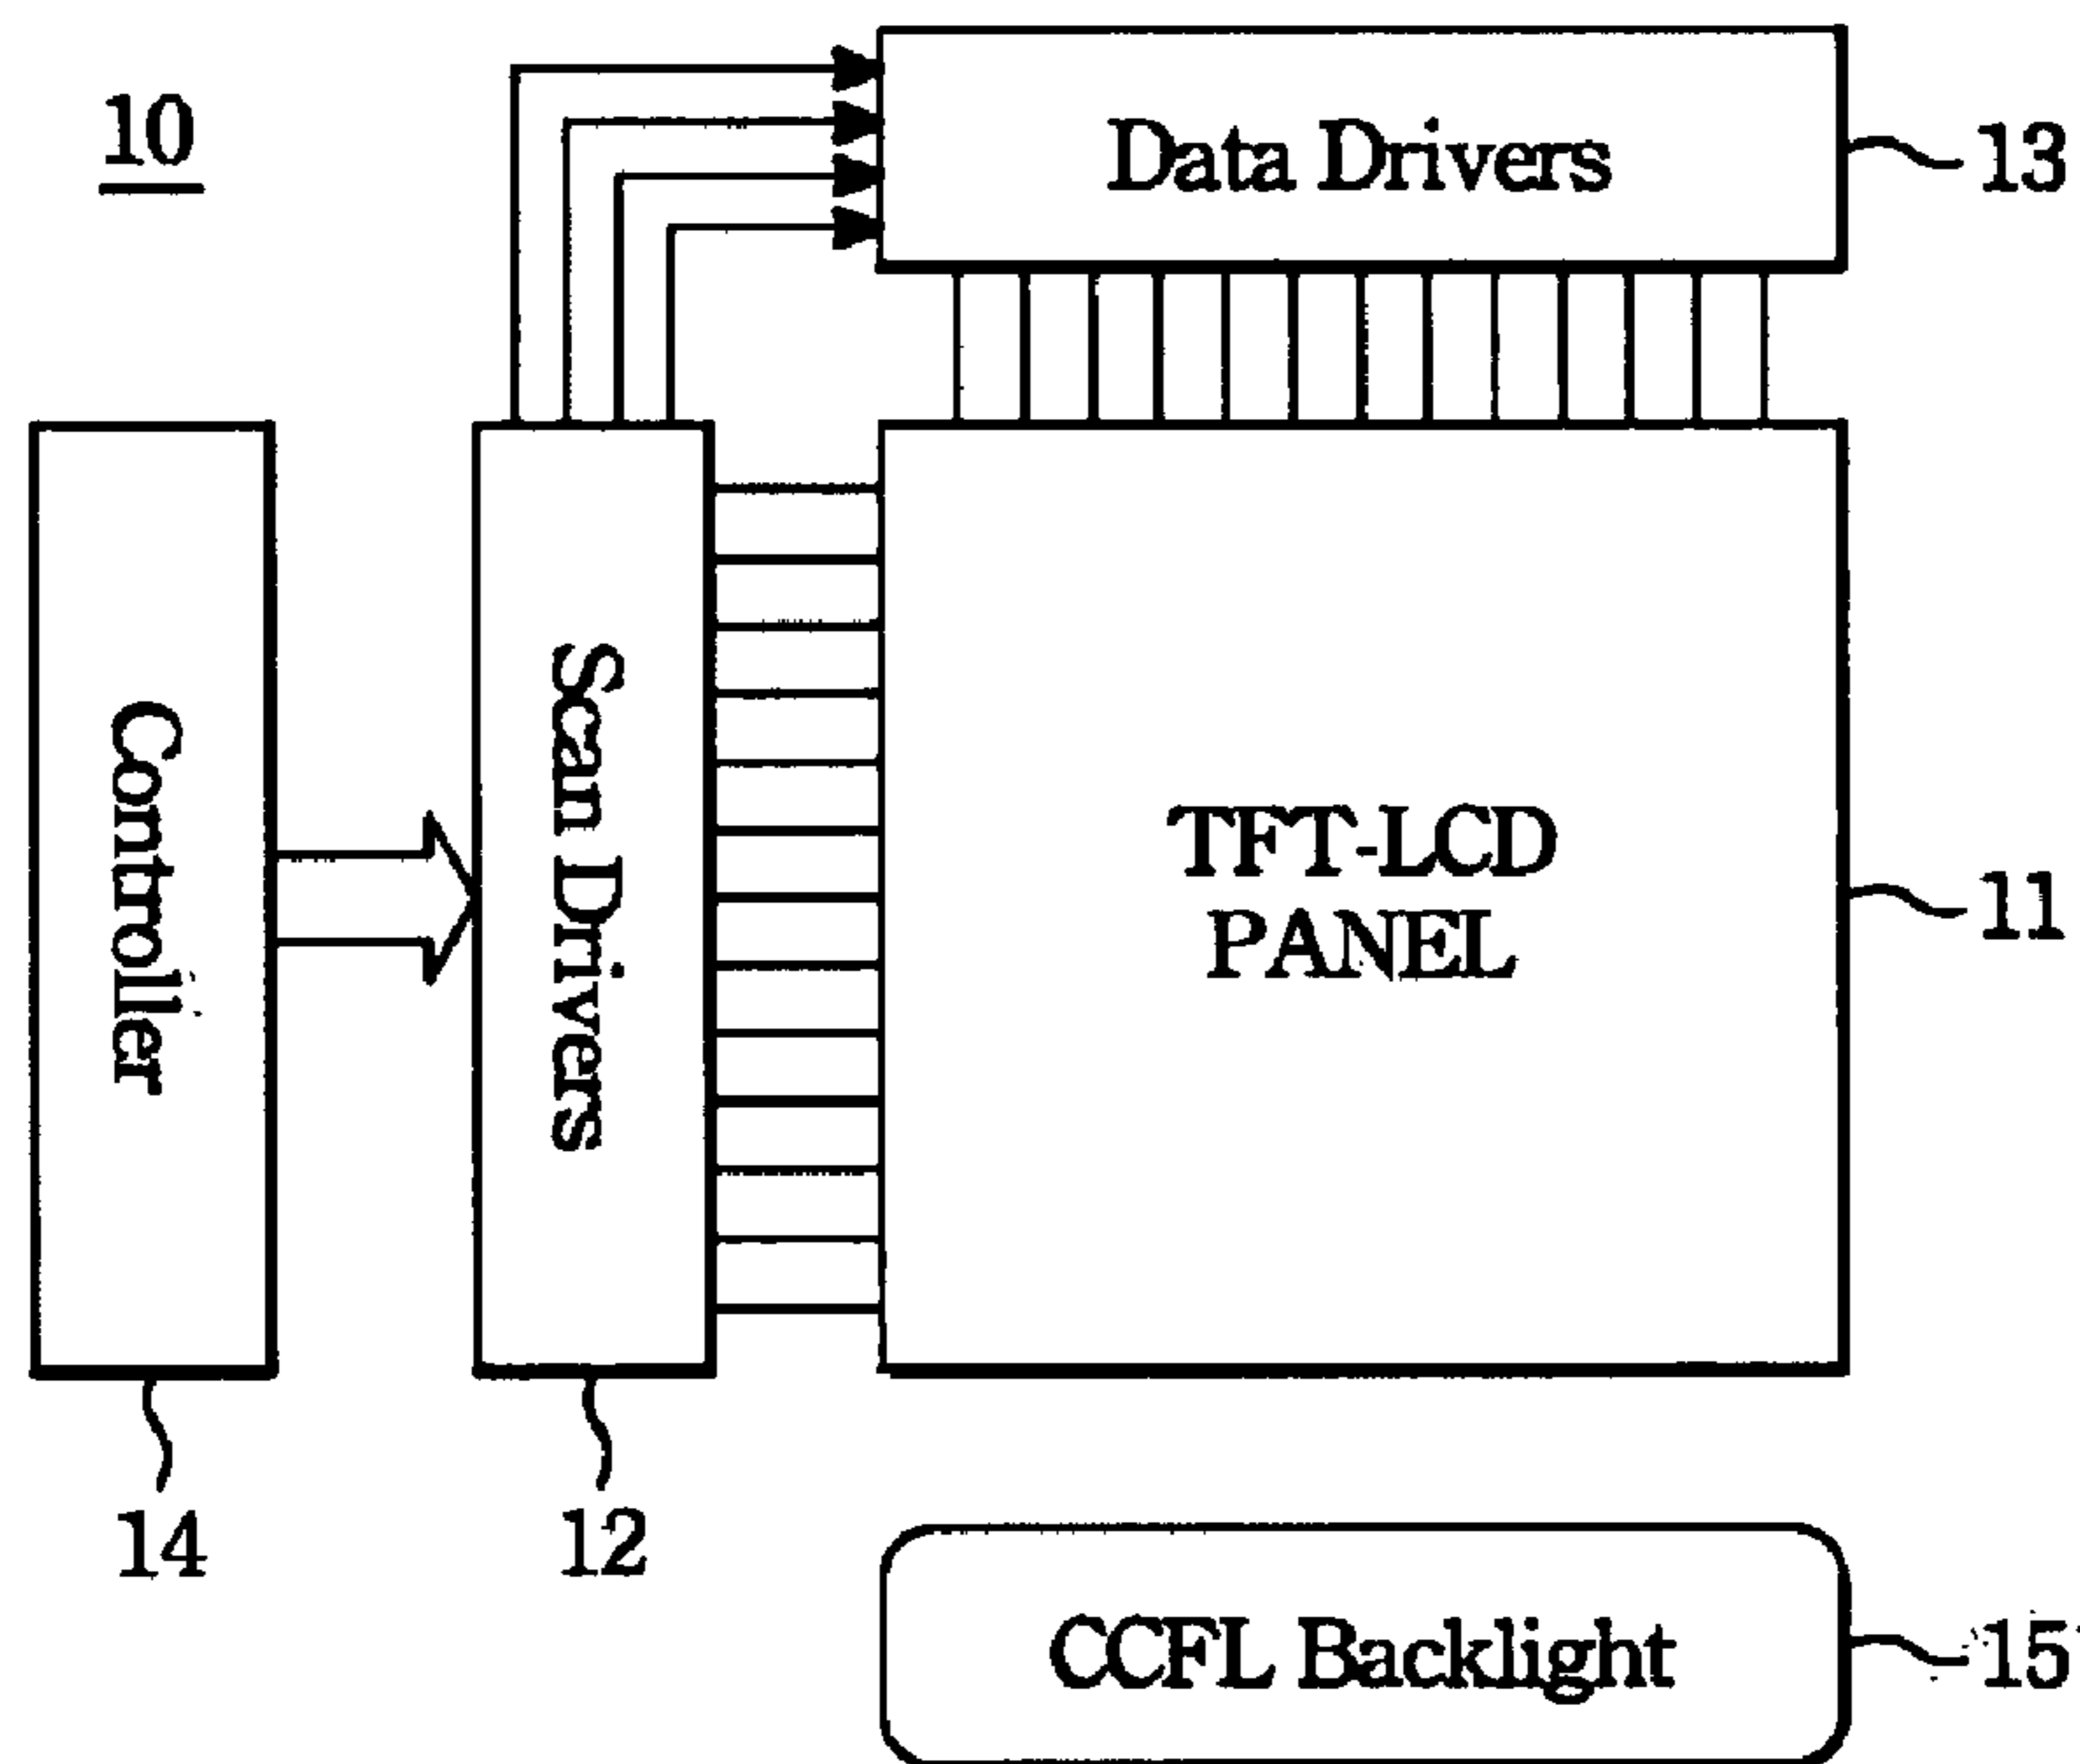 10
Data Drivers
13
Controller
Scan Drivers
TFT-LCD
PANEL
11
14
12
CCFL Backlight
15